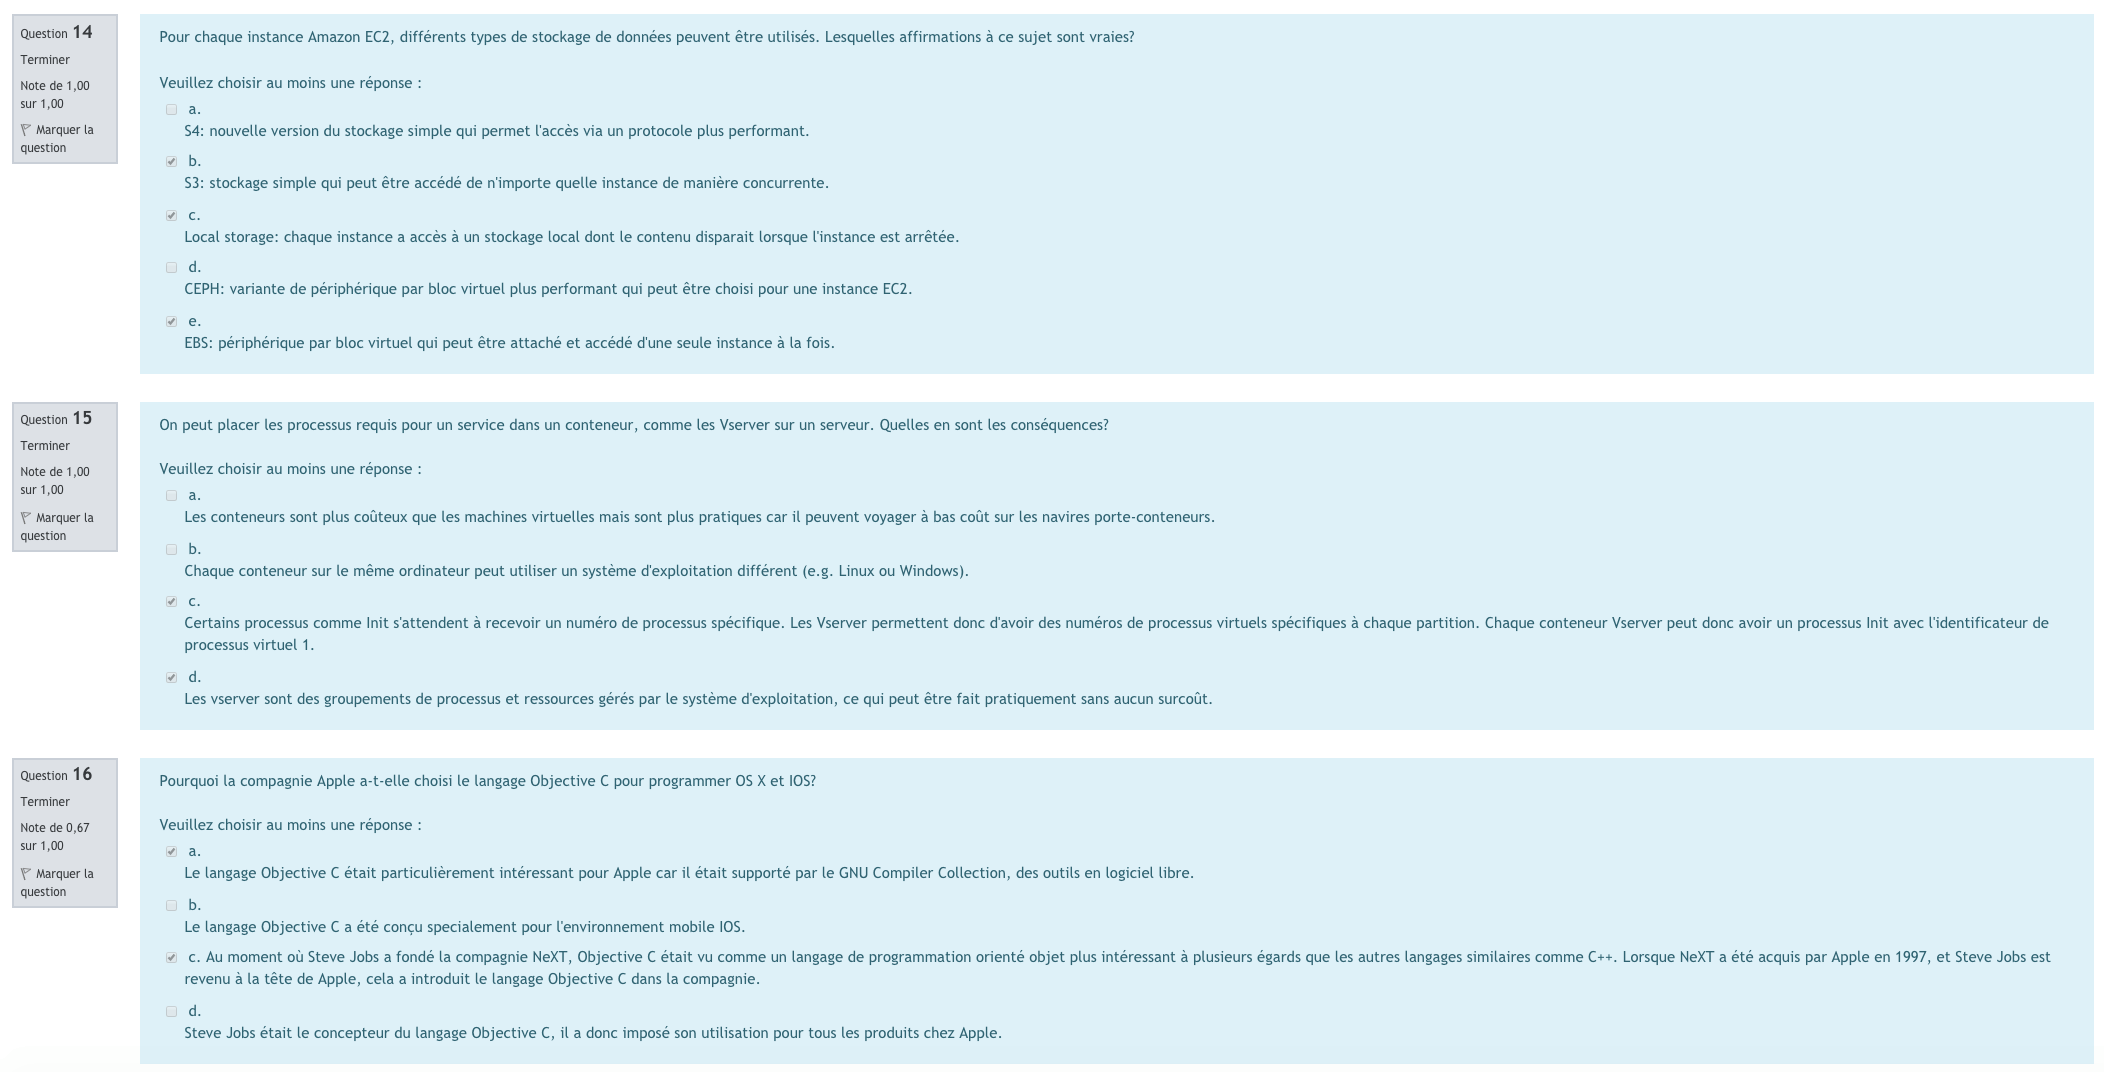 Question 14
Terminer
Note de 1,00
sur 1,00
Marquer la
question
Pour chaque instance Amazon EC2, différents types de stockage de données peuvent être utilisés. Lesquelles affirmations à ce sujet sont vraies?
Veuillez choisir au moins une réponse :
a.
S4: nouvelle version du stockage simple qui permet l'accès via un protocole plus performant.
b.
S3: stockage simple qui peut être accédé de n'importe quelle instance de manière concurrente.
c.
Local storage: chaque instance a accès à un stockage local dont le contenu disparait lorsque l'instance est arrêtée.
d.
CEPH: variante de périphérique par bloc virtuel plus performant qui peut être choisi pour une instance EC2.
e.
EBS: périphérique par bloc virtuel qui peut être attaché et accédé d'une seule instance à la fois.
Question 15
Terminer
Note de 1,00
sur 1,00
Marquer la
question
On peut placer les processus requis pour un service dans un conteneur, comme les Vserver sur un serveur. Quelles en sont les conséquences?
Veuillez choisir au moins une réponse :
a.
Les conteneurs sont plus coûteux que les machines virtuelles mais sont plus pratiques car il peuvent voyager à bas coût sur les navires porte-conteneurs.
b.
Chaque conteneur sur le même ordinateur peut utiliser un système d'exploitation différent (e.g. Linux ou Windows).
c.
Certains processus comme Init s'attendent à recevoir un numéro de processus spécifique. Les Vserver permettent donc d'avoir des numéros de processus virtuels spécifiques à chaque partition. Chaque conteneur Vserver peut donc avoir un processus Init avec l'identificateur de
processus virtuel 1.
d.
Les vserver sont des groupements de processus et ressources gérés par le système d'exploitation, ce qui peut être fait pratiquement sans aucun surcoût.
Question 16
Terminer
Note de 0,67
sur 1,00
Marquer la
question
Pourquoi la compagnie Apple a-t-elle choisi le langage Objective C pour programmer OS X et IOS?
Veuillez choisir au moins une réponse :
a.
Le langage Objective C était particulièrement intéressant pour Apple car il était supporté par le GNU Compiler Collection, des outils en logiciel libre.
b.
Le langage Objective C a été conçu specialement pour l'environnement mobile IOS.
c. Au moment où Steve Jobs a fondé la compagnie NeXT, Objective C était vu comme un langage de programmation orienté objet plus intéressant à plusieurs égards que les autres langages similaires comme C++. Lorsque NeXT a été acquis par Apple en 1997, et Steve Jobs est
revenu à la tête de Apple, cela a introduit le langage Objective C dans la compagnie.
d.
Steve Jobs était le concepteur du langage Objective C, il a donc imposé son utilisation pour tous les produits chez Apple.